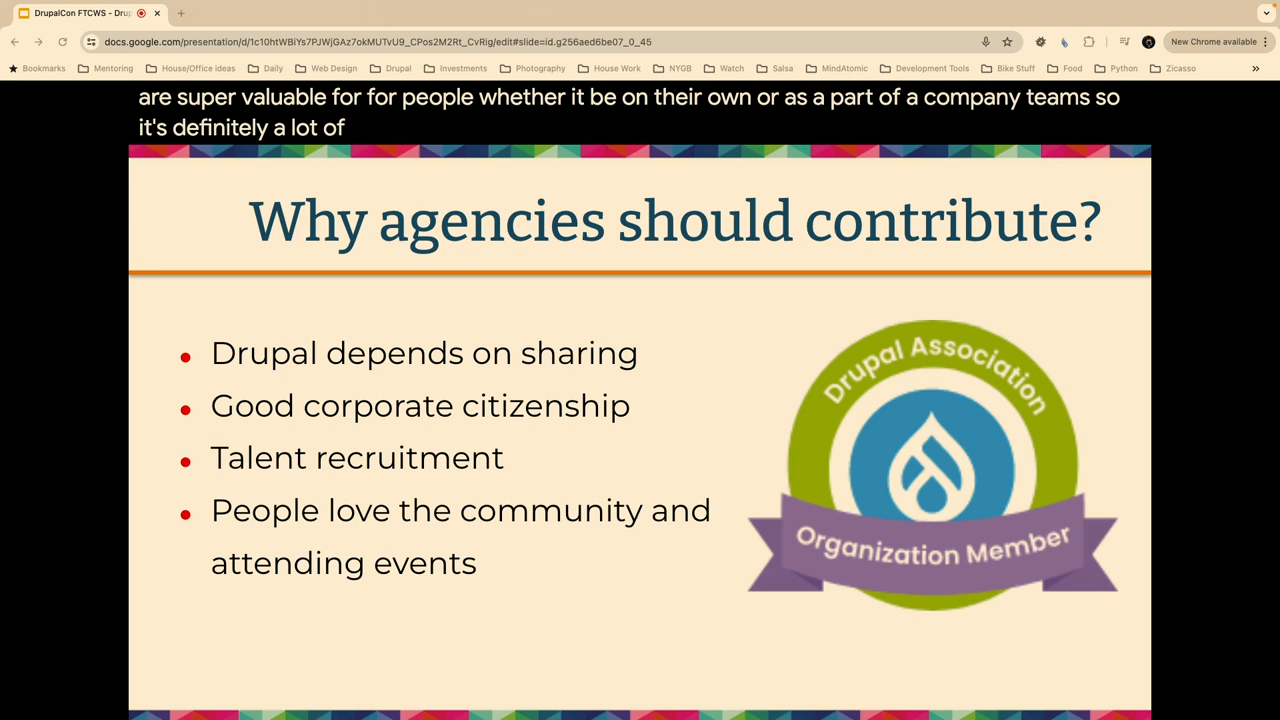 DrupalCon FTCWS - Drup
docs.google.com/presentation/d/1c10htWBiYs7PJWjGAz7okMUTvU9_CPos2M2Rt_CvRig/edit#slide=id.g256aed6be07_0_45
New Chrome available
Bookmarks Mentoring House/Office ideas Daily Web Design Drupal Investments Photography House Work NYGB Watch Salsa MindAtomic Development Tools Bike Stuff Food Python Zicasso
are super valuable for for people whether it be on their own or as a part of a company teams so
it's definitely a lot of
Why agencies should contribute?
Drupal depends on sharing
Good corporate citizenship
Talent recruitment
People love the community and
attending events
Drupal Association
Organization Member